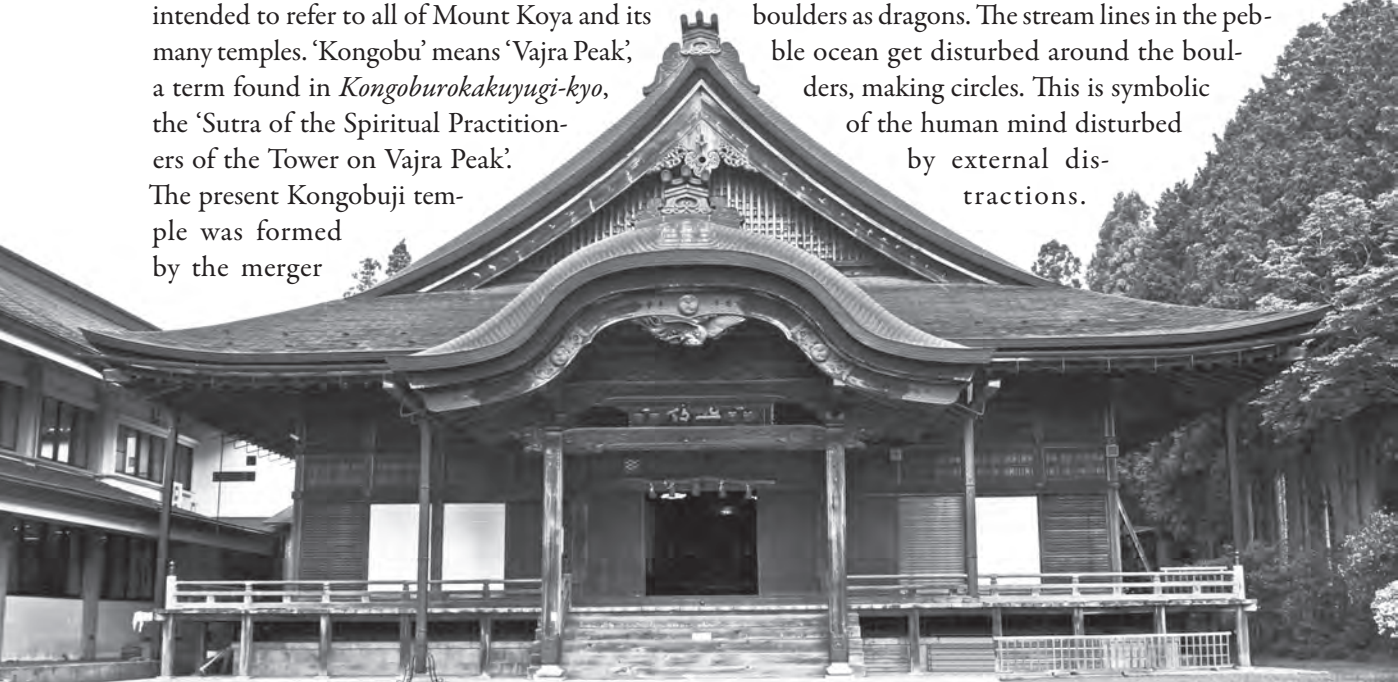 intended to refer to all of Mount Koya and its
many temples. ‘Kongobu’ means ‘Vajra Peak’,
a term found in Kongoburokakuyugi-kyo,
the ‘Sutra of the Spiritual Practition-
ers of the Tower on Vajra Peak’.
The present Kongobuji tem-
ple was formed
by the merger
boulders as dragons. The stream lines in the peb-
ble ocean get disturbed around the boul-
ders, making circles. This is symbolic
of the human mind disturbed
by external dis-
tractions.